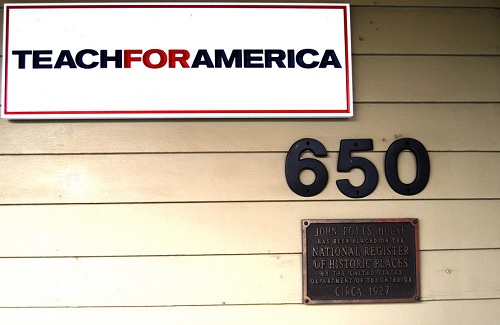 TEACHFORAMERICA
650
JOHN POTTS HOUSE
HAS BEEN PLACED ON THE
NATIONAL REGISTER
OF HISTORIC PLACES
BY THE UNITED STATES
DEPARTMENT OF THE INTERIOR
CIRCA 1927